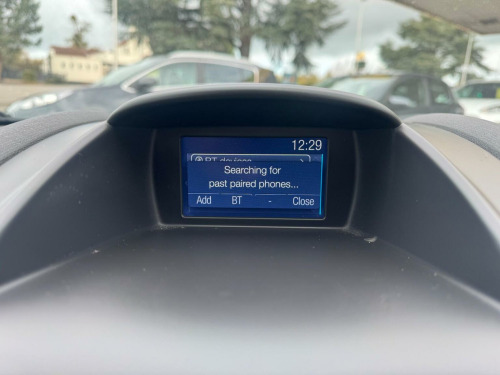 12:29
BT devices
Searching for
past paired phones...
Add BT - Close